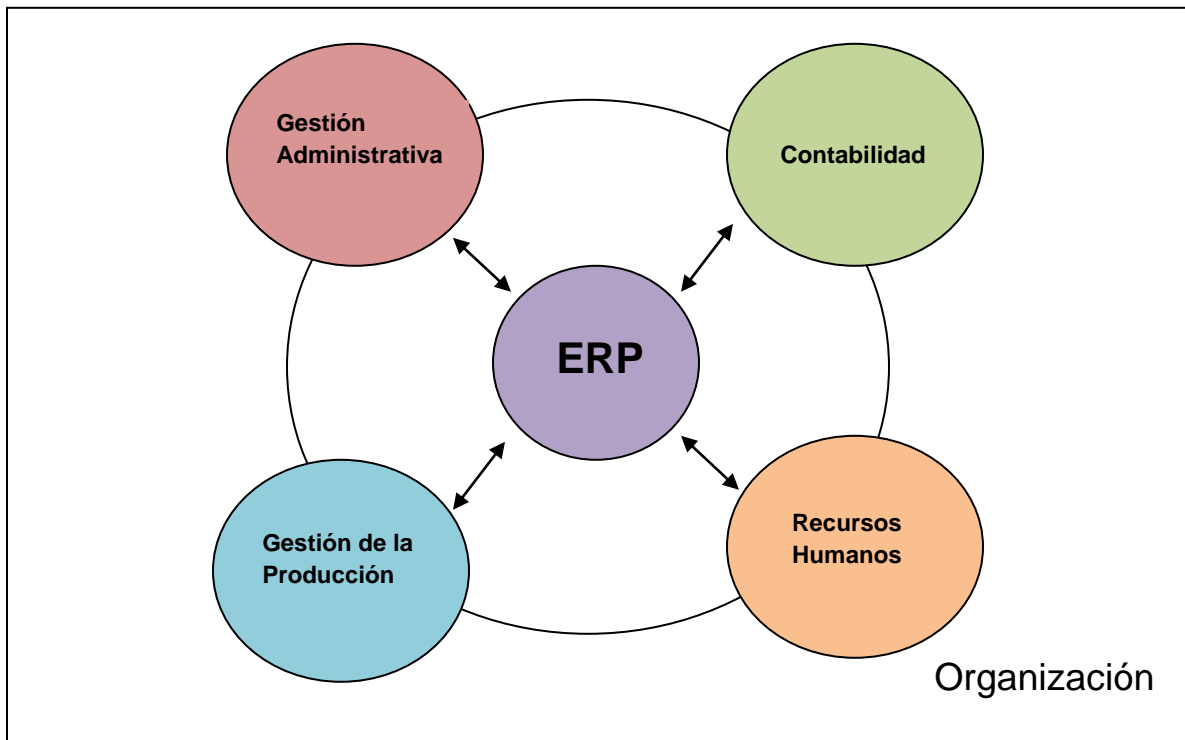 Gestión
Administrativa
Contabilidad
ERP
Gestión de la
Producción
Recursos
Humanos
Organización